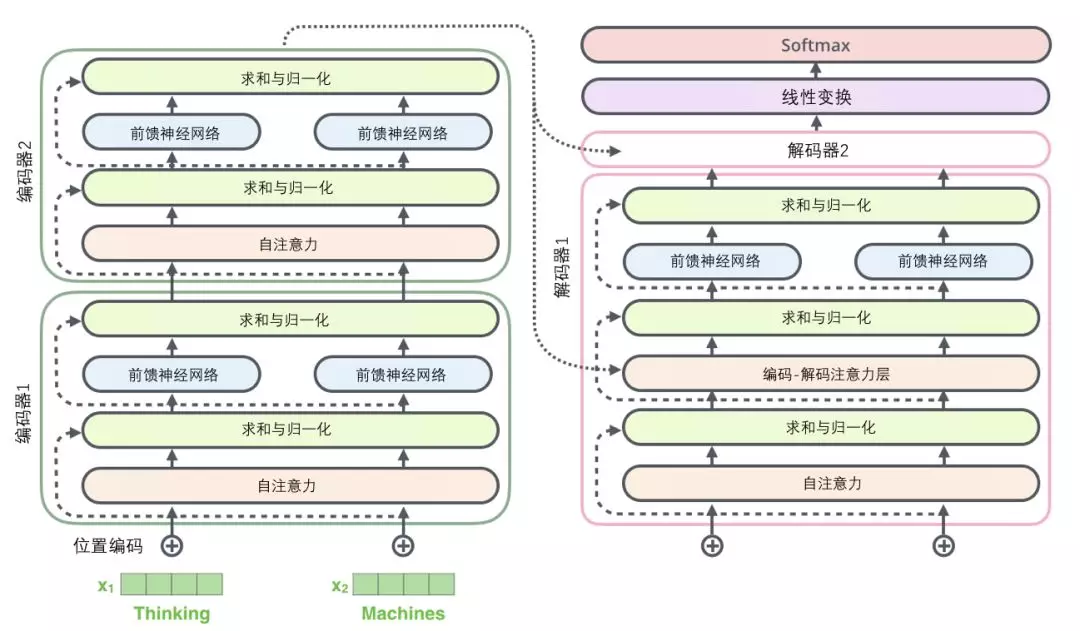 编码器2
求和与归一化
前馈神经网络 前馈神经网络
求和与归一化
自注意力
编码器1
求和与归一化
前馈神经网络 前馈神经网络
求和与归一化
自注意力
位置编码
x1 x2
Thinking Machines
Softmax
线性变换
解码器2
解码器1
求和与归一化
前馈神经网络 前馈神经网络
求和与归一化
编码-解码注意力层
求和与归一化
自注意力